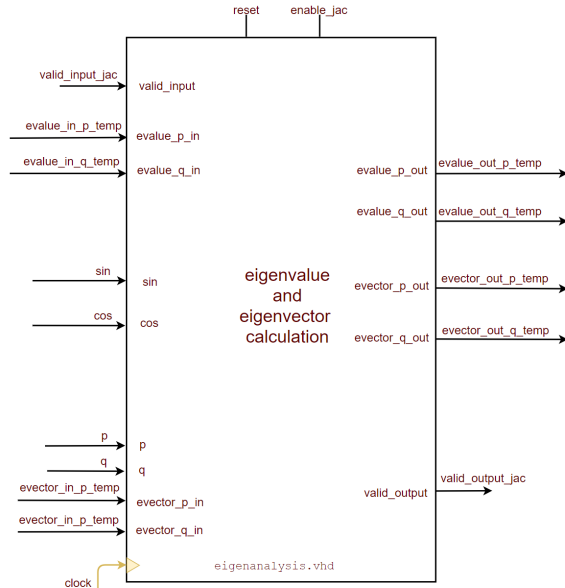 reset
enable_jac
valid_input_jac
valid_input
evalue_in_p_temp
evalue_p_in
evalue_in_q_temp
evalue_q_in
evalue_p_out
evalue_out_p_temp
evalue_q_out
evalue_out_q_temp
sin
sin
cos
cos
eigenvalue
and
eigenvector
calculation
evector_p_out
evector_out_p_temp
evector_q_out
evector_out_q_temp
p
p
q
q
evector_in_p_temp
evector_p_in
evector_in_p_temp
evector_q_in
valid_output
valid_output_jac
eigenanalysis.vhd
clock